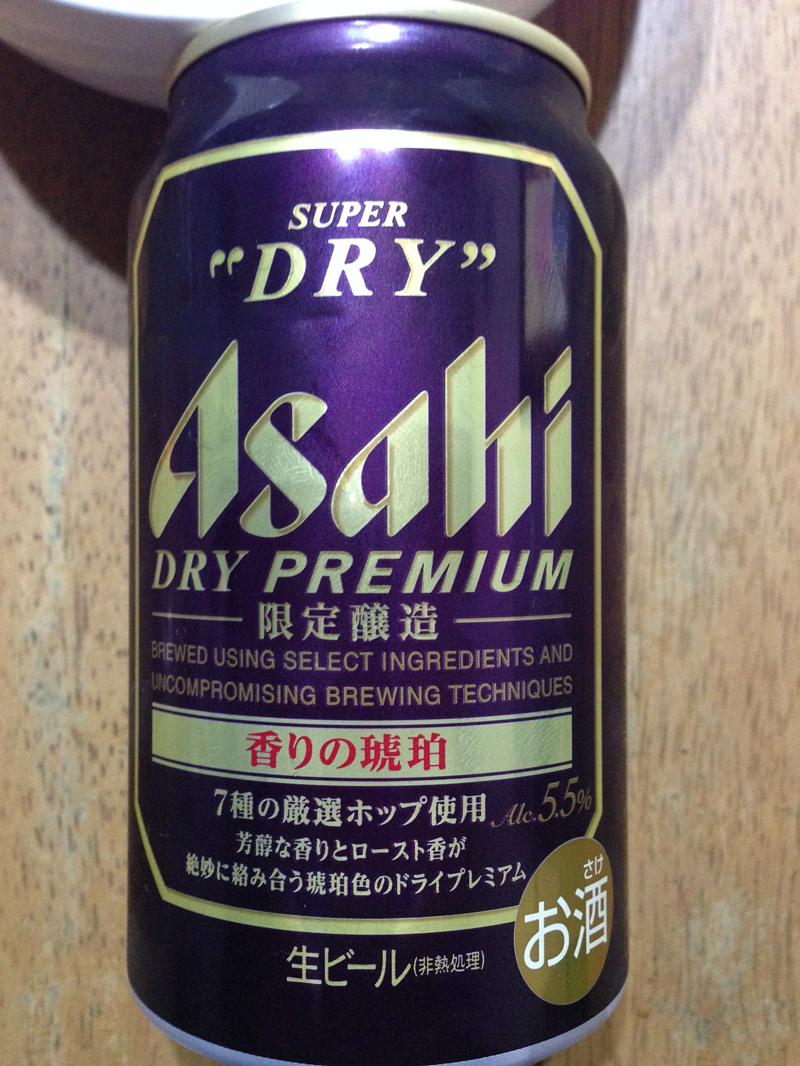 SUPER
“DRY”
Asahi
DRY PREMIUM
限定醸造
BREWED USING SELECT INGREDIENTS AND
UNCOMPROMISING BREWING TECHNIQUES
香りの琥珀
7種の厳選ホップ使用 Alc.5.5%
芳醇な香りとロースト香が
絶妙に絡み合う琥珀色のドライプレミアム
さけ
お酒
生ビール(非熱処理)